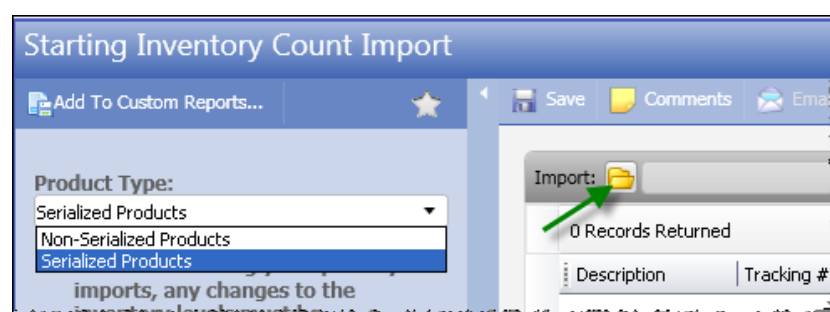 Starting Inventory Count Import
Add To Custom Reports...
Save Comments
Product Type:
Serialized Products
Non-Serialized Products
Serialized Products
imports, any changes to the
Import:
0 Records Returned
Description Tracking #